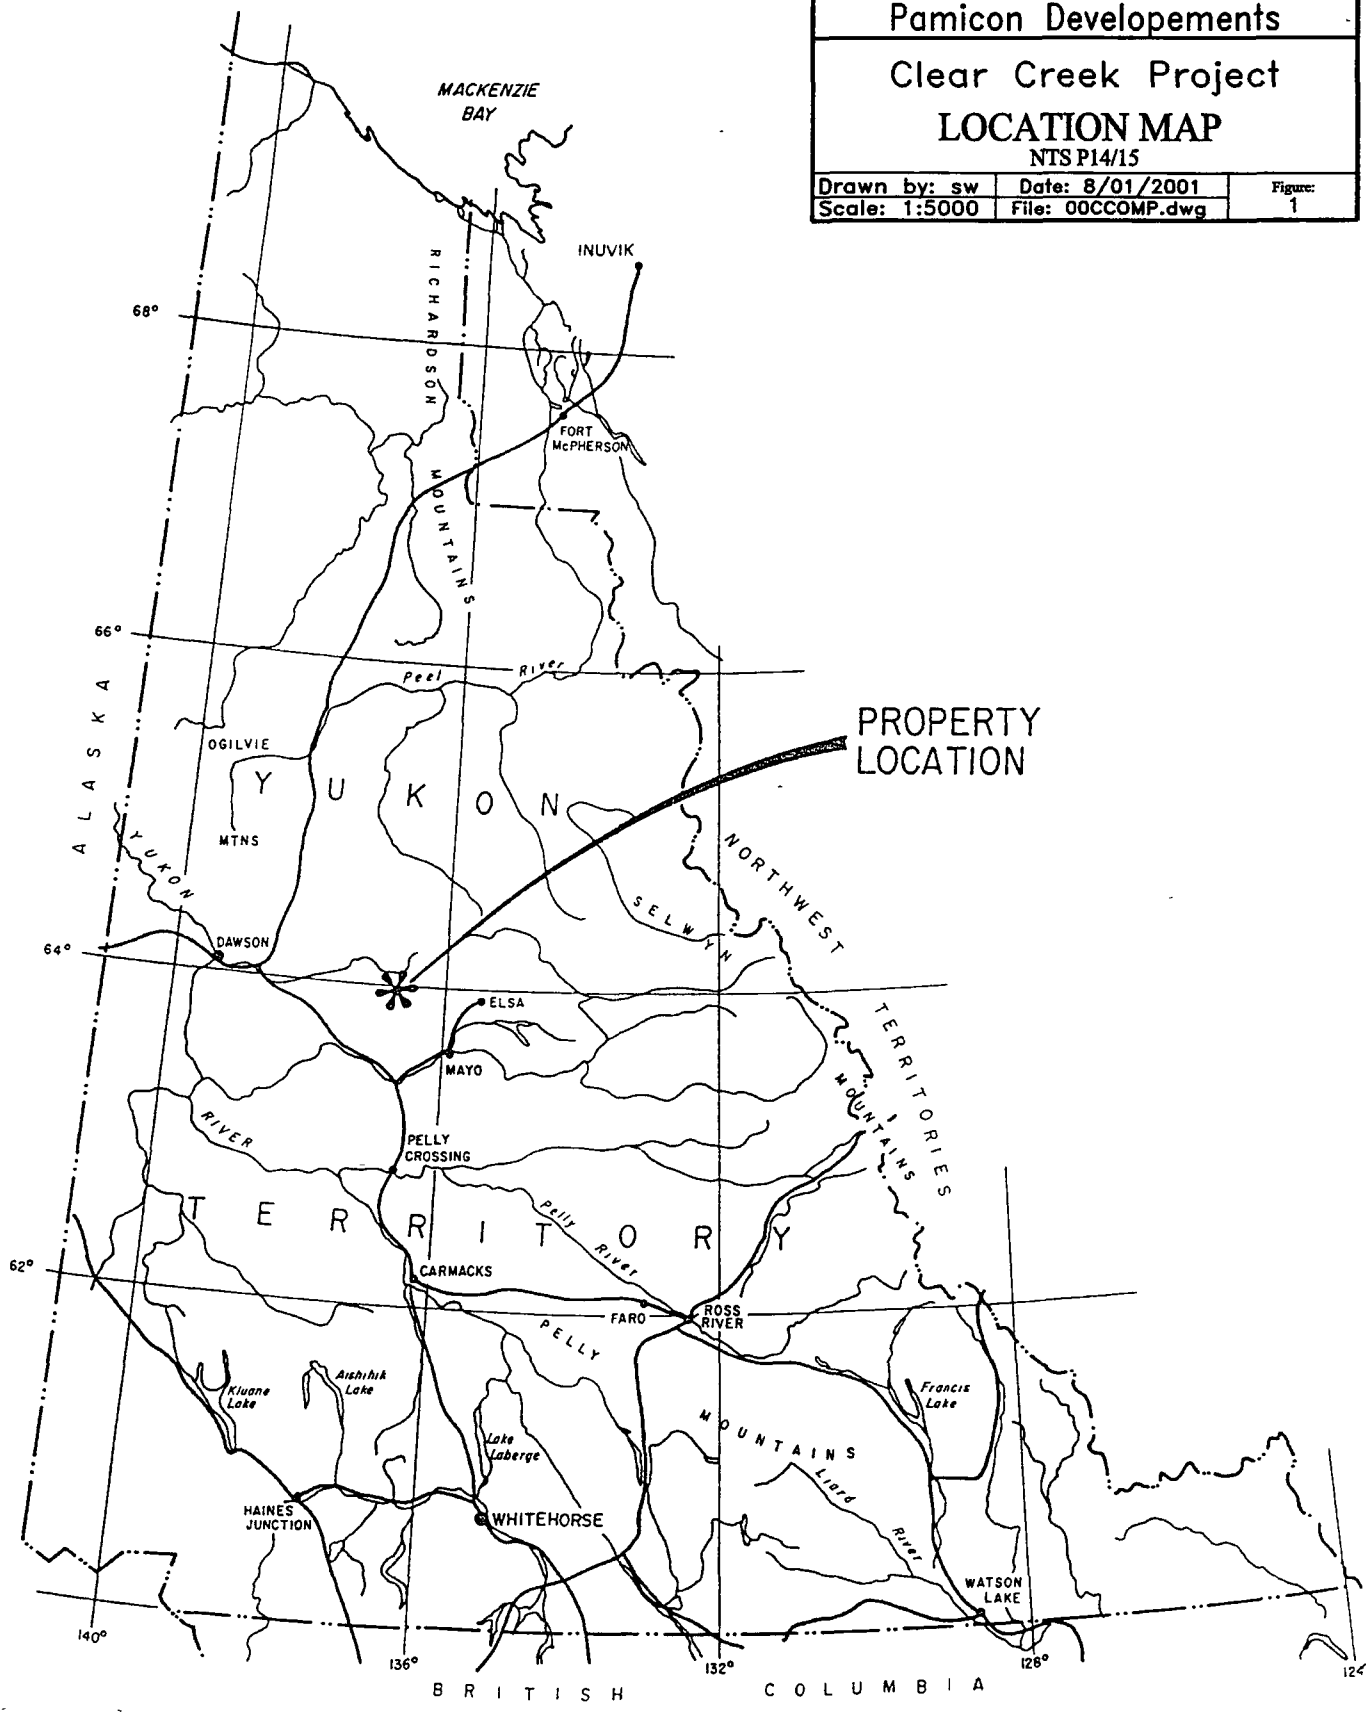 Pamicon Developements
Clear Creek Project
LOCATION MAP
NTS P14/15
Drawn by: sw
Date: 8/01/2001
Figure:
1
Scale: 1:5000
File: 00CCOMP.dwg
MACKENZIE
BAY
INUVIK
RICHARDSON
MOUNTAINS
68°
FORT
McPHERSON
66°
Peel River
ALASKA
OGILVIE
MTNS
YUKON
PROPERTY
LOCATION
YUKON
NORTHWEST
TERRITORIES
SELWYN
MOUNTAINS
64°
DAWSON
ELSA
MAYO
RIVER
PELLY
CROSSING
TERRITORY
Pelly
River
62°
CARMACKS
FARO
ROSS
RIVER
PELLY
MOUNTAINS
Kluane
Lake
Aishihik
Lake
Francis
Lake
Lake
Laberge
Liard
River
HAINES
JUNCTION
WHITEHORSE
WATSON
LAKE
140°
136°
132°
128°
124
BRITISH COLUMBIA